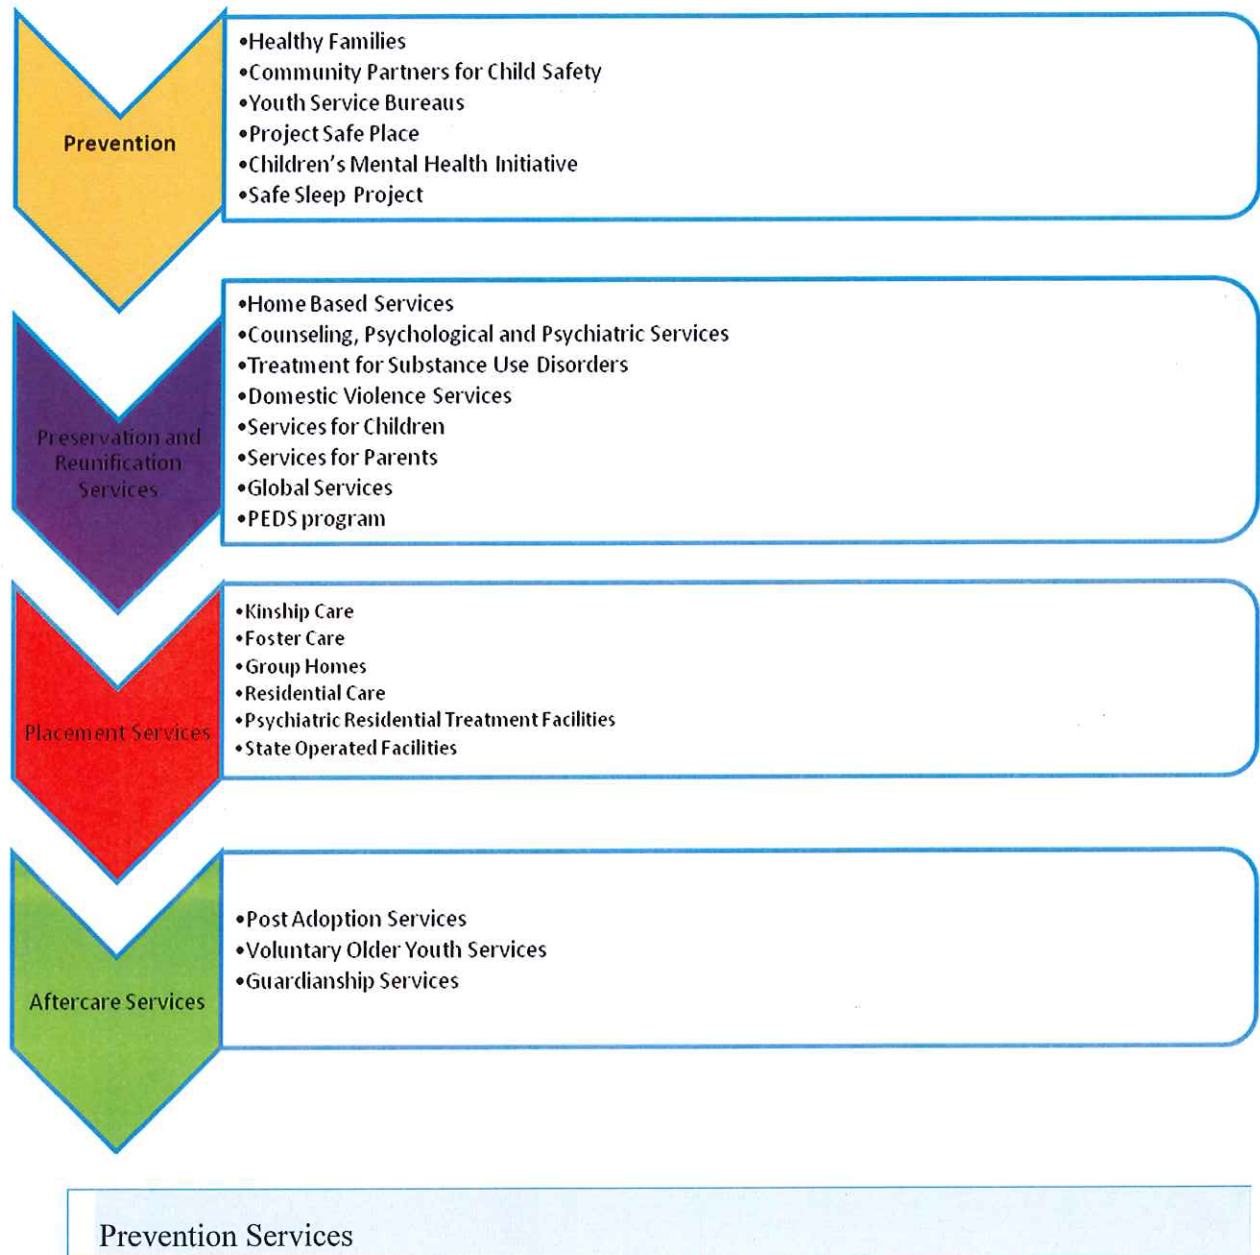 Prevention
•Healthy Families
•Community Partners for Child Safety
•Youth Service Bureaus
•Project Safe Place
•Children's Mental Health Initiative
•Safe Sleep Project
Preservation and
Reunification
Services
•Home Based Services
•Counseling, Psychological and Psychiatric Services
•Treatment for Substance Use Disorders
•Domestic Violence Services
•Services for Children
•Services for Parents
•Global Services
•PEDS program
Placement Services
•Kinship Care
•Foster Care
•Group Homes
•Residential Care
•Psychiatric Residential Treatment Facilities
•State Operated Facilities
Aftercare Services
•Post Adoption Services
•Voluntary Older Youth Services
•Guardianship Services
Prevention Services